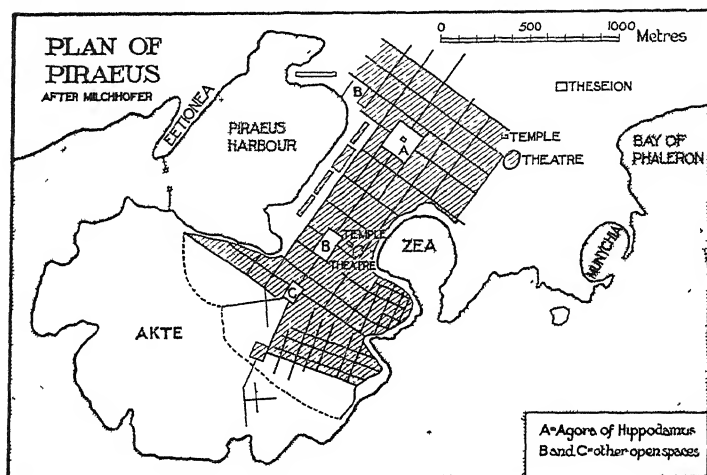 PLAN OF
PIRAEUS
AFTER MILCHHOFER
0 500 1000
Metres
EETIONEA
PIRAEUS
HARBOUR
B
A
THESEION
TEMPLE
THEATRE
BAY OF
PHALERON
B
TEMPLE
THEATRE
ZEA
MUNYCHIA
C
AKTE
A=Agora of Hippodamus
B and C=other open spaces